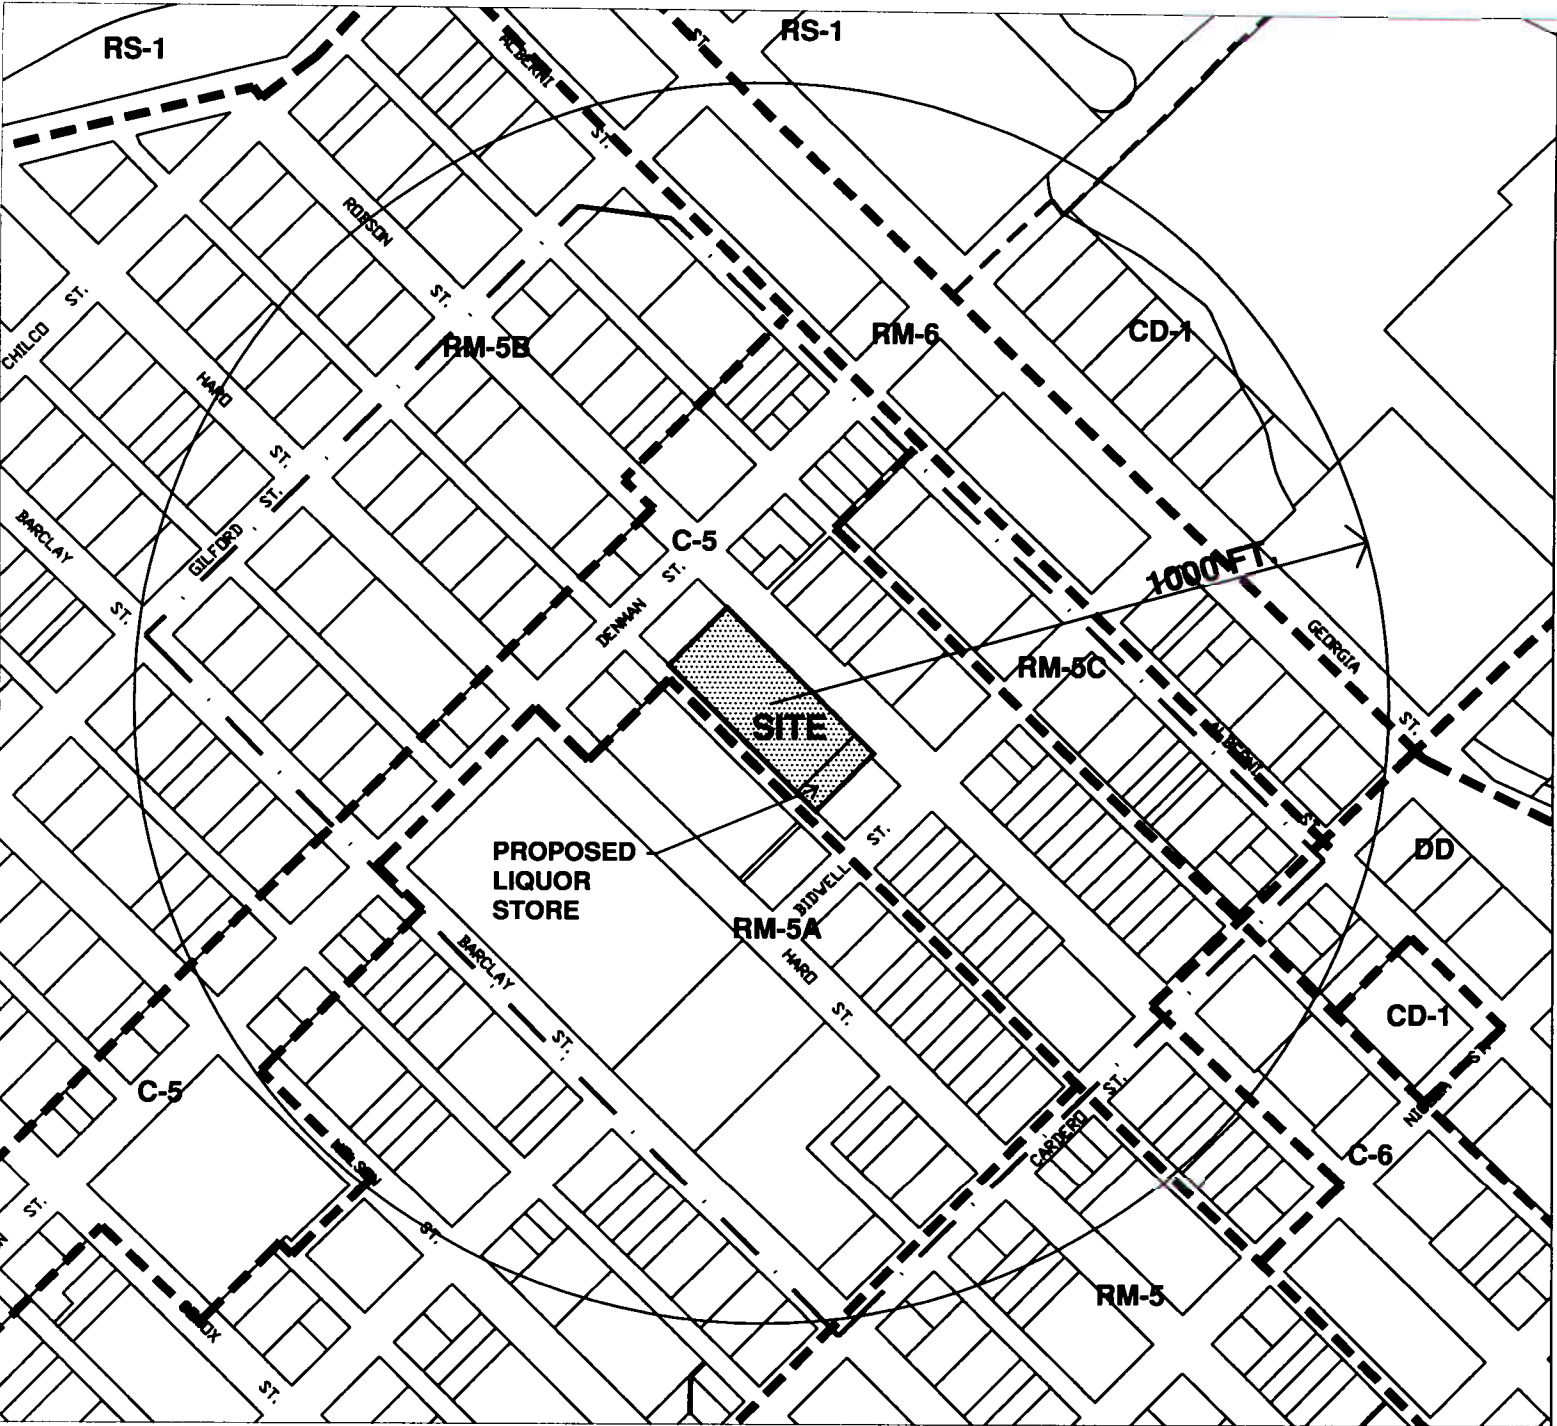 RS-1
RS-1
ALBERNI
ST.
ST.
ROBSON
ST.
RM-5B
RM-6
CD-1
CHILCO
ST.
HARO
ST.
BARCLAY
ST.
GILFORD
ST.
C-5
ST.
DENMAN
1000 FT.
GEORGIA
ST.
RM-5C
ALBERNI
ST.
SITE
PROPOSED
LIQUOR
STORE
BIDWELL
ST.
DD
RM-5A
HARO
ST.
BARCLAY
ST.
CD-1
ST.
C-5
CARDERO
ST.
C-6
ST.
ST.
RM-5
ST.